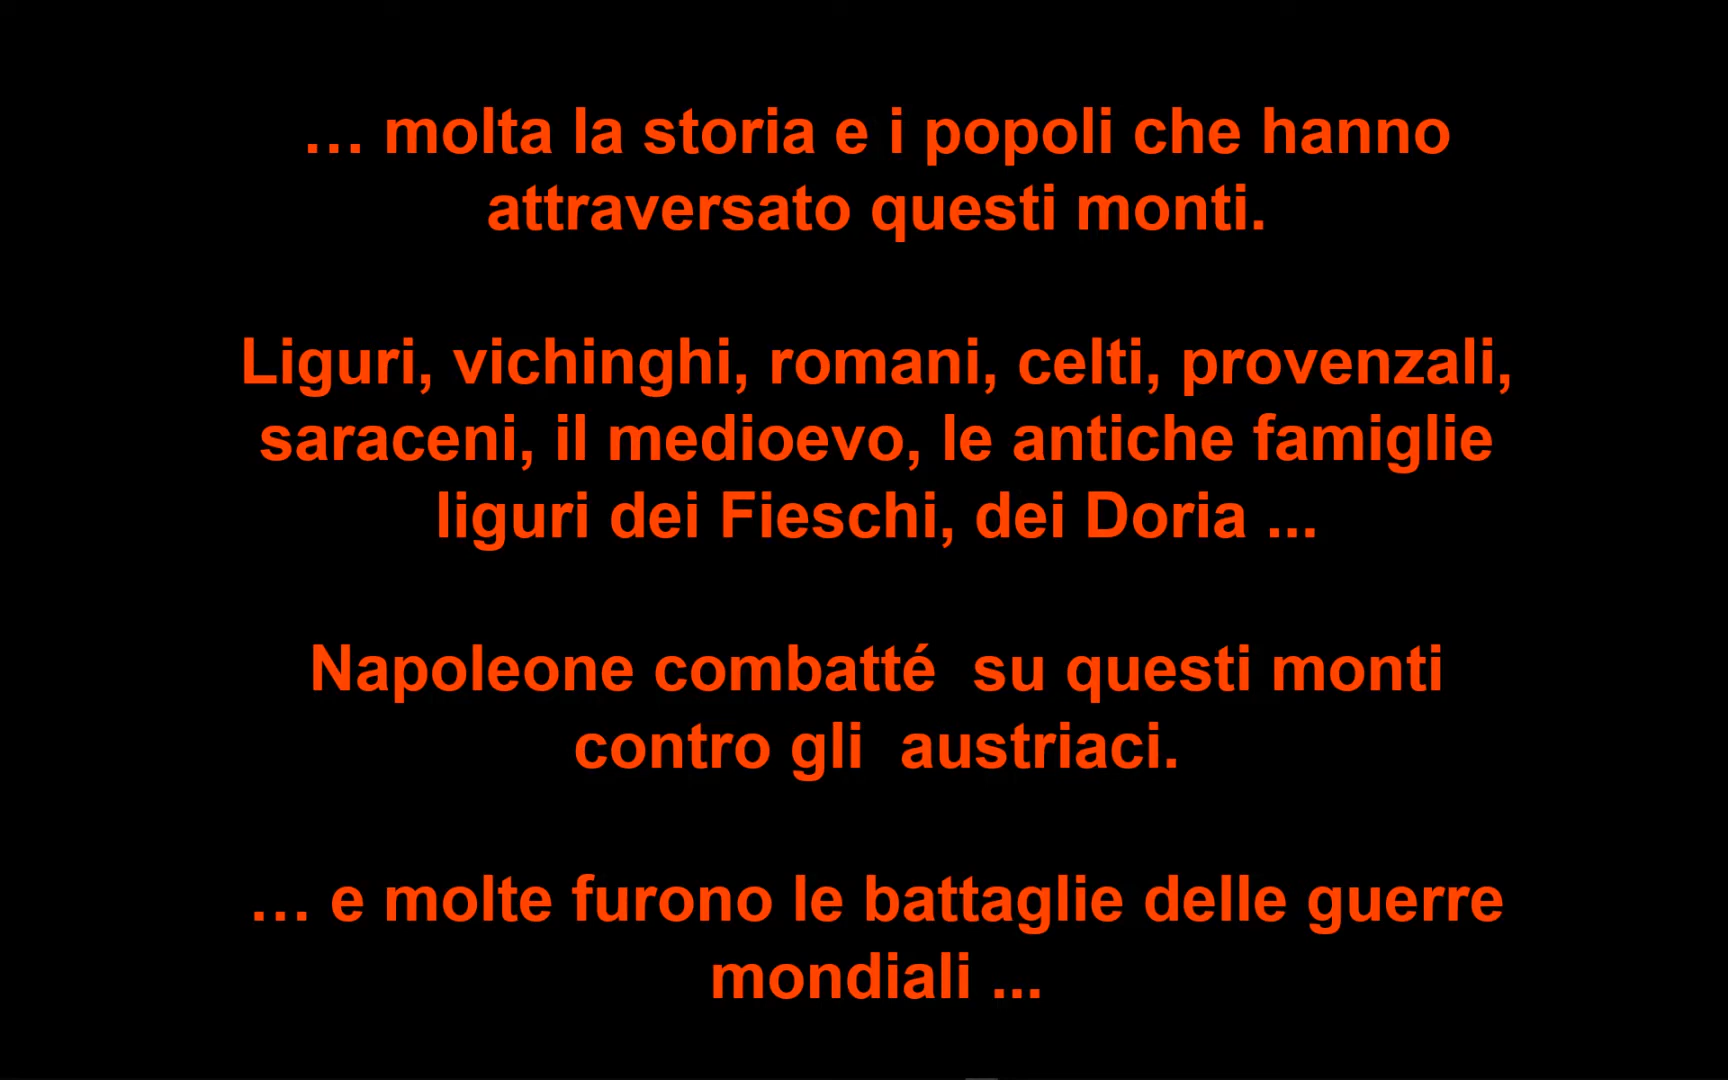 … molta la storia e i popoli che hanno
attraversato questi monti.
Liguri, vichinghi, romani, celti, provenzali,
saraceni, il medioevo, le antiche famiglie
liguri dei Fieschi, dei Doria ...
Napoleone combatté  su questi monti
contro gli  austriaci.
… e molte furono le battaglie delle guerre
mondiali ...